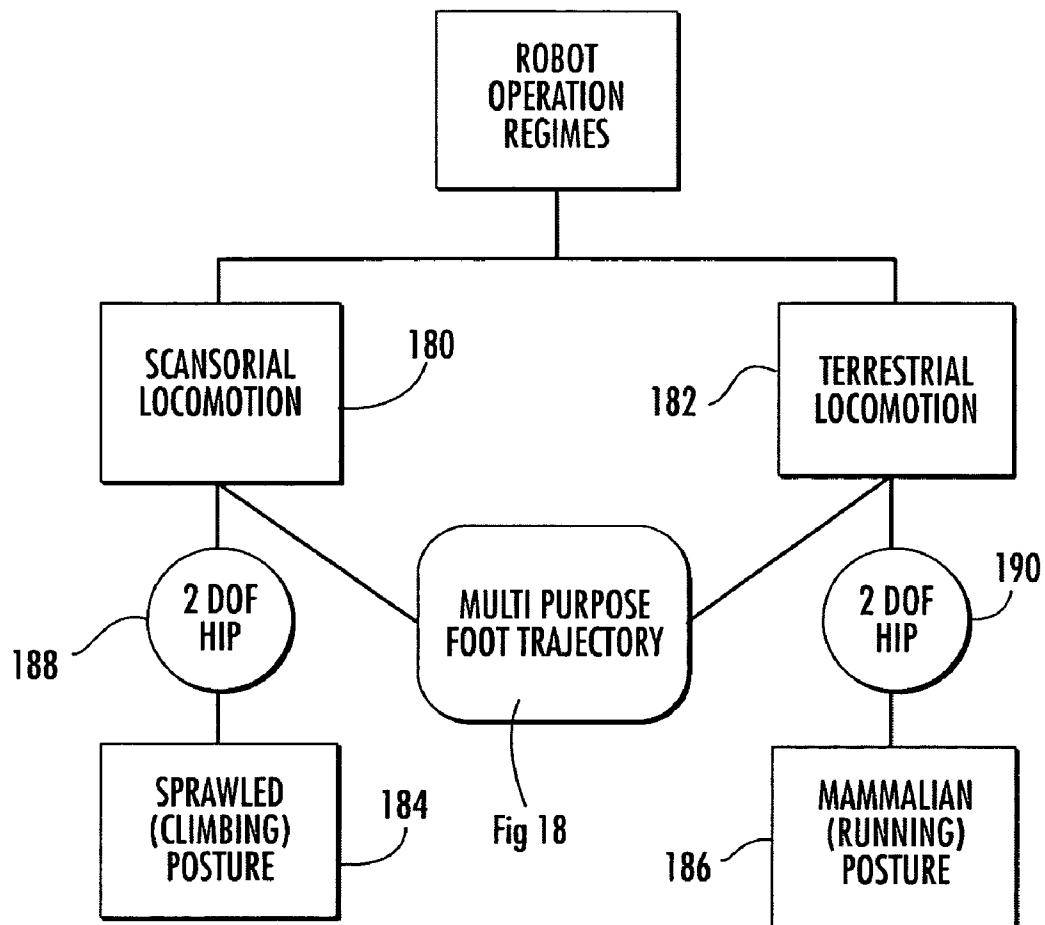 ROBOT
OPERATION
REGIMES
SCANSORIAL
LOCOMOTION
180
182
TERRESTRIAL
LOCOMOTION
2 DOF
HIP
188
MULTI PURPOSE
FOOT TRAJECTORY
2 DOF
HIP
190
SPRAWLED
(CLIMBING)
POSTURE
184
Fig 18
186
MAMMALIAN
(RUNNING)
POSTURE